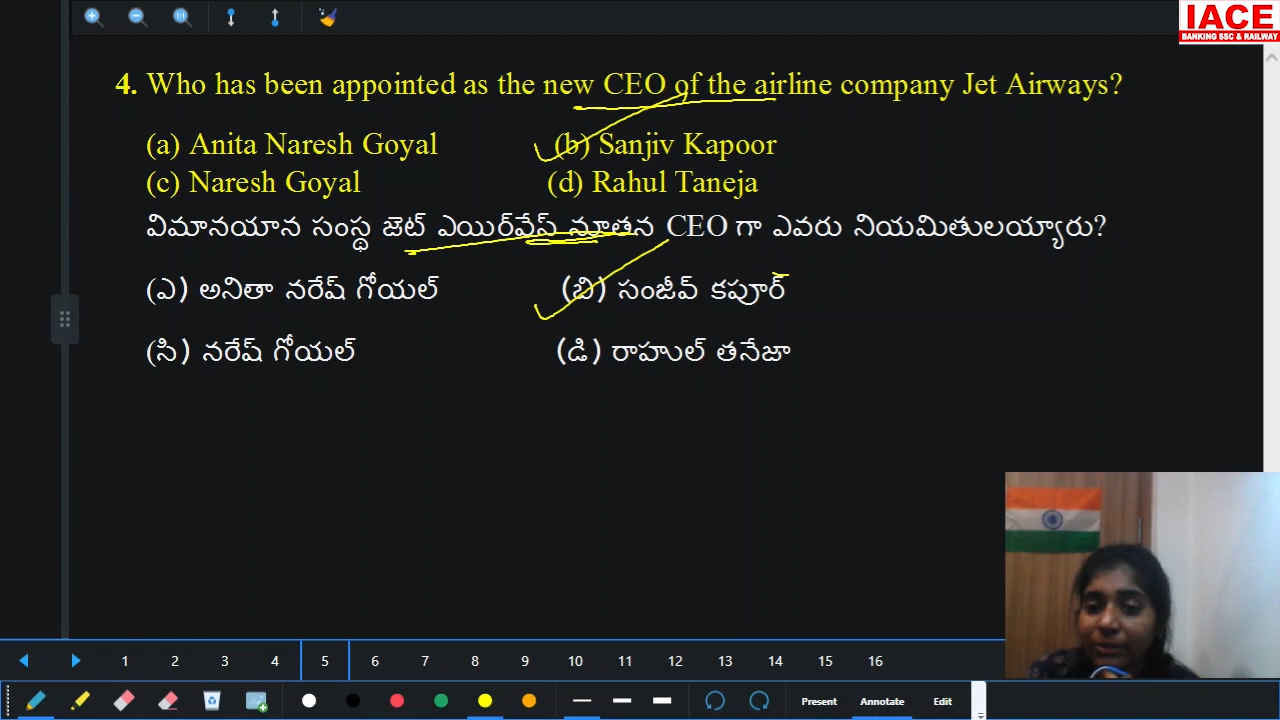 IACE
BANKING SSC & RAILWAY
4. Who has been appointed as the new CEO of the airline company Jet Airways?
(a) Anita Naresh Goyal (b) Sanjiv Kapoor
(c) Naresh Goyal (d) Rahul Taneja
విమానయాన సంస్థ జెట్ ఎయిర్‌వేస్ నూతన CEO గా ఎవరు నియమితులయ్యారు?
(ఎ) అనితా నరేష్ గోయల్ (బి) సంజీవ్ కపూర్
(సి) నరేష్ గోయల్ (డి) రాహుల్ తనేజా
1 2 3 4 5 6 7 8 9 10 11 12 13 14 15 16
Present Annotate Edit